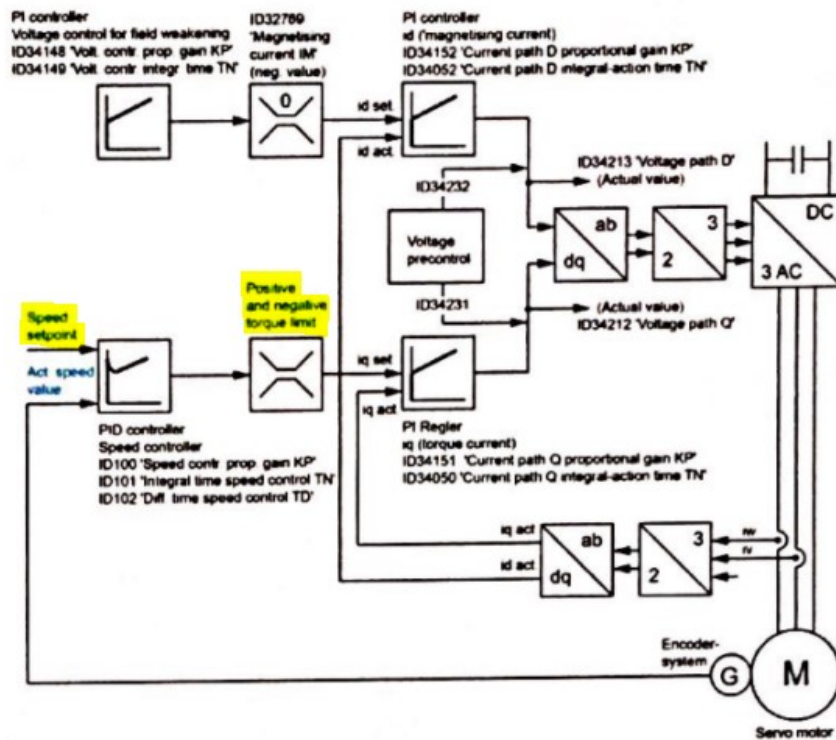 PI controller
Voltage control for field weakening
ID34148 'Volt. contr. prop. gain KP'
ID34149 'Volt. contr. integr. time TN'
ID32769
'Magnetising
current IM'
(neg. value)
0
PI controller
id ('magnetising current)
ID34152 'Current path D proportional gain KP'
ID34052 'Current path D integral-action time TN'
id set
id act
ID34232
ID34213 'Voltage path D'
(Actual value)
Voltage
precontrol
ab
dq
3
2
DC
3 AC
ID34231
(Actual value)
ID34212 'Voltage path Q'
Speed
setpoint
Act. speed
value
Positive
and negative
torque limit
iq set
iq act
PID controller
Speed controller
ID100 'Speed contr. prop. gain KP'
ID101 'Integral time speed control TN'
ID102 'Diff. time speed control TD'
PI Regler
iq (torque current)
ID34151 'Current path Q proportional gain KP'
ID34050 'Current path Q integral-action time TN'
iq act
id act
ab
dq
3
2
Encoder-
system
G
M
Servo motor